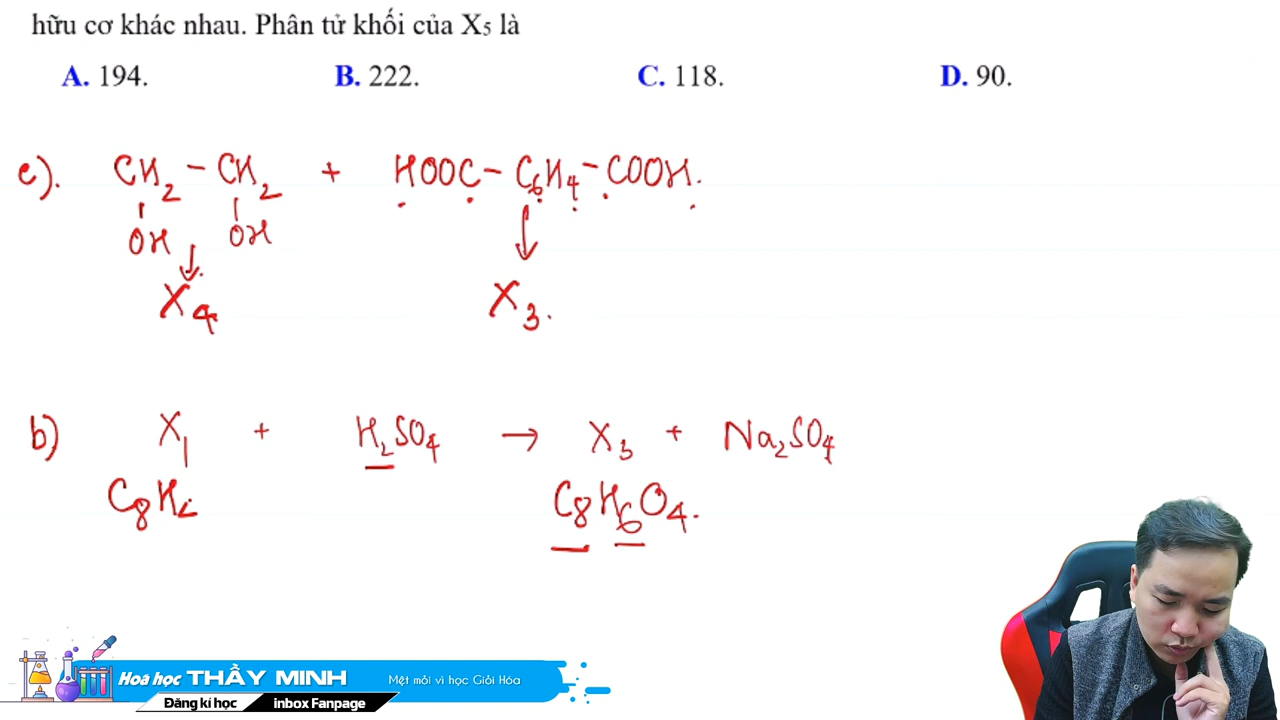 hữu cơ khác nhau. Phân tử khối của X₅ là
A. 194. B. 222. C. 118. D. 90.
c). CH₂ – CH₂ + HOOC – C₆H₄ – COOH.
OH OH
X₄ X₃.
b) X₁ + H₂SO₄ → X₃ + Na₂SO₄
C₈H₄ C₈H₆O₄.
Hoá học THẦY MINH Mệt mỏi vì học Giỏi Hóa
Đăng kí học inbox Fanpage